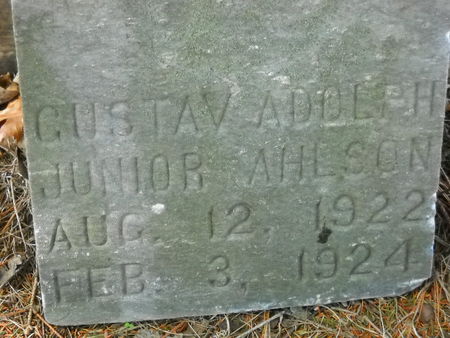 GUSTAV ADOLPH
JUNIOR AHLSON
AUG. 12, 1922
FEB. 3, 1924